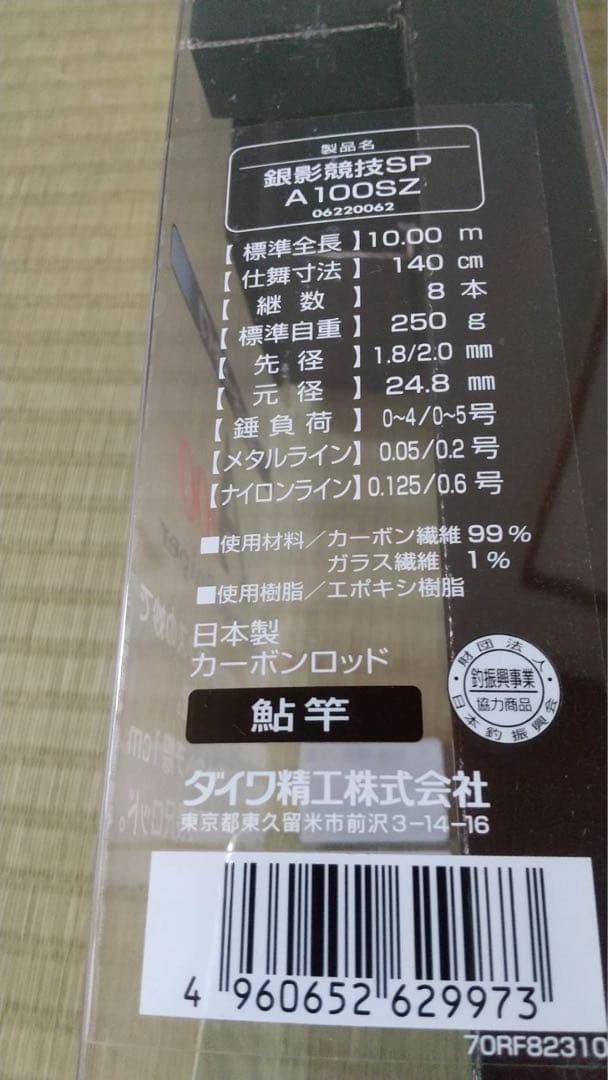 製品名
銀影競技SP
A100SZ
06220062
【標準全長】10.00 m
【仕舞寸法】140 cm
【継数】8 本
【標準自重】250 g
【先径】1.8/2.0 mm
【元径】24.8 mm
【錘負荷】0~4/0~5号
【メタルライン】0.05/0.2 号
【ナイロンライン】0.125/0.6 号
■使用材料／カーボン繊維 99%
ガラス繊維 1%
■使用樹脂／エポキシ樹脂
日本製
カーボンロッド
鮎竿
財団法人
釣振興事業
協力商品
日本釣振興会
ダイワ精工株式会社
東京都東久留米市前沢3-14-16
4 960652 629973
70RF82310